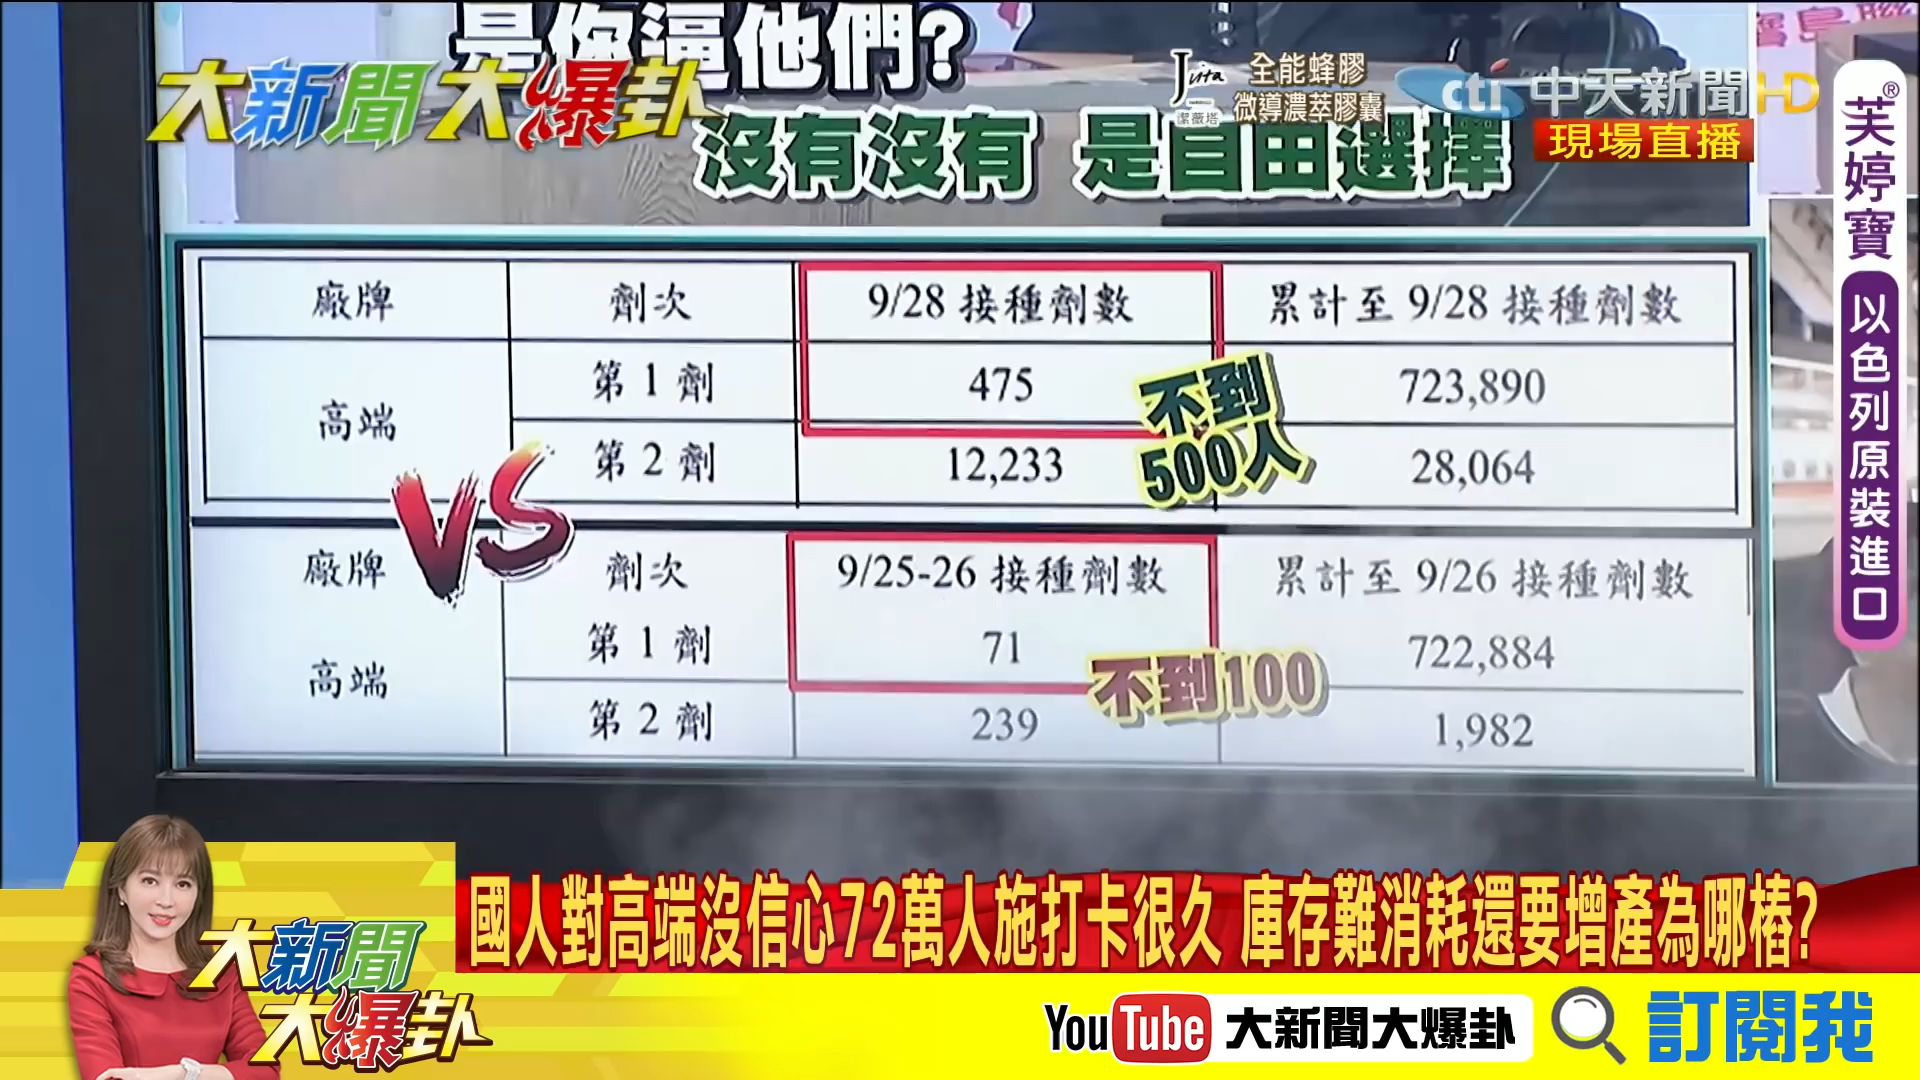 是你逼他們?
大新聞大爆卦
Jvita
潔薇塔
全能蜂膠
微導濃萃膠囊
cti 中天新聞HD
現場直播
沒有沒有 是自由選擇
芙婷寶®
以色列原裝進口
廠牌 劑次 9/28 接種劑數 累計至 9/28 接種劑數
高端 第 1 劑 475 723,890
第 2 劑 12,233 28,064
不到
500人
VS
廠牌 劑次 9/25-26 接種劑數 累計至 9/26 接種劑數
高端 第 1 劑 71 722,884
第 2 劑 239 1,982
不到100
國人對高端沒信心72萬人施打卡很久 庫存難消耗還要增產為哪樁?
大新聞
大爆卦
YouTube 大新聞大爆卦
訂閱我